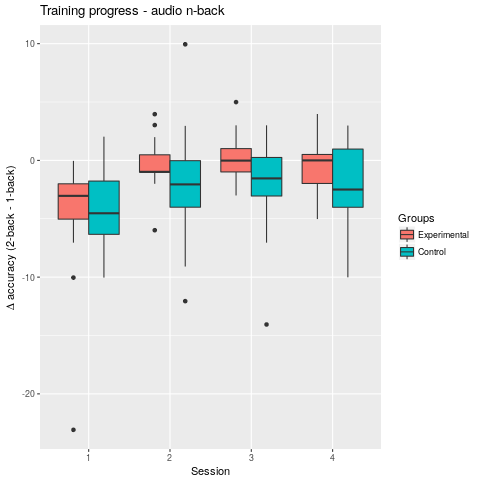 Training progress - audio n-back
Δ accuracy (2-back - 1-back)
10
0
-10
-20
1 2 3 4
Session
Groups
Experimental
Control